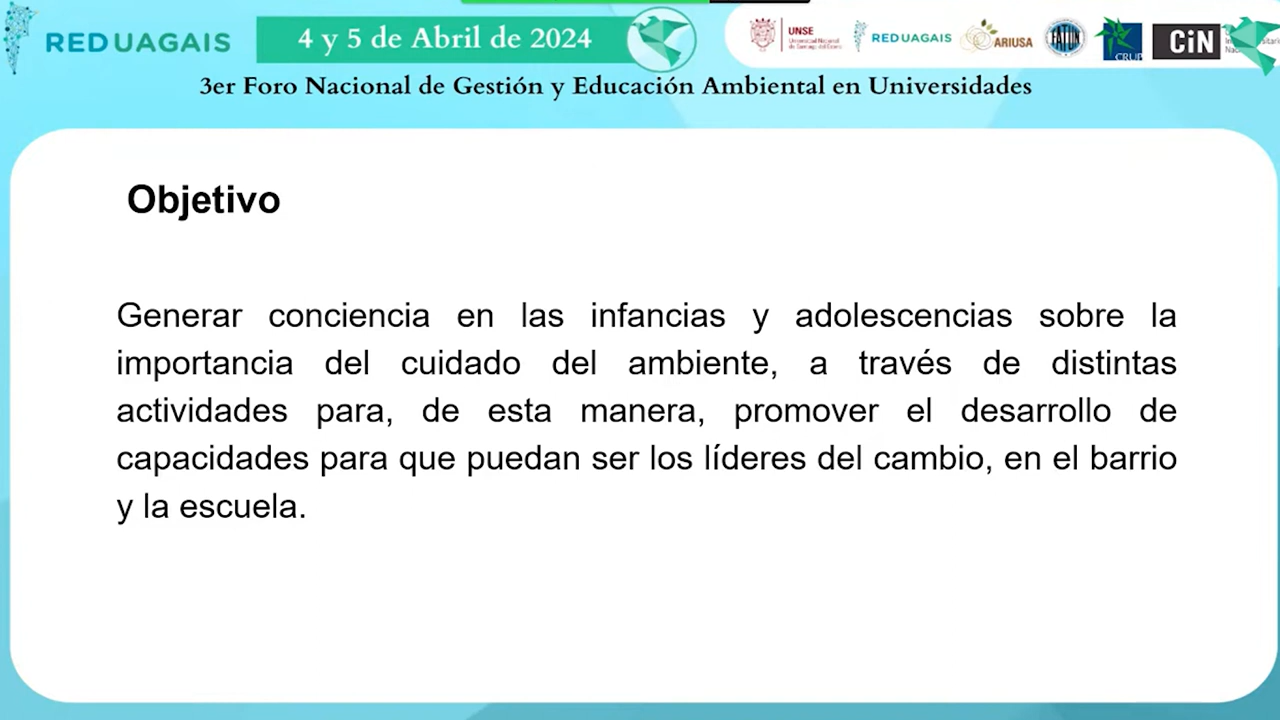 REDUAGAIS
4 y 5 de Abril de 2024
UNSE
REDUAGAIS
ARIUSA
FATUN
CRUP
CiN
3er Foro Nacional de Gestión y Educación Ambiental en Universidades
Objetivo
Generar conciencia en las infancias y adolescencias sobre la
importancia del cuidado del ambiente, a través de distintas
actividades para, de esta manera, promover el desarrollo de
capacidades para que puedan ser los líderes del cambio, en el barrio
y la escuela.